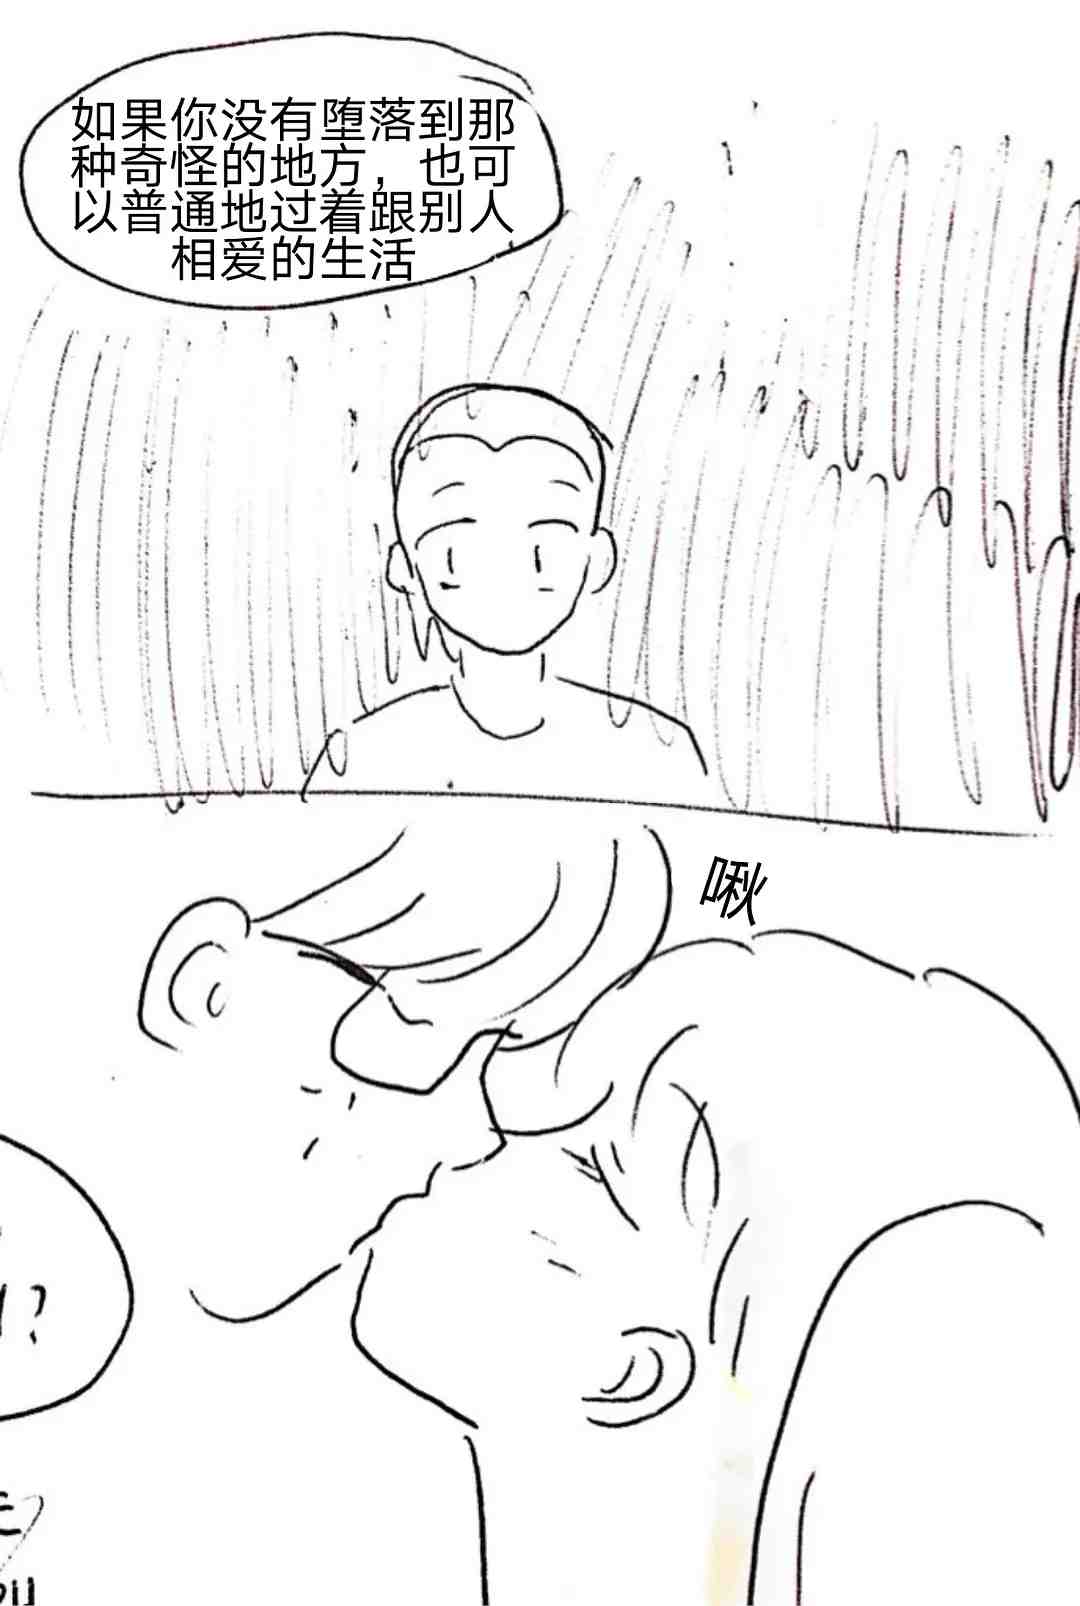 如果你没有堕落到那
种奇怪的地方，也可
以普通地过着跟别人
相爱的生活
啾
?